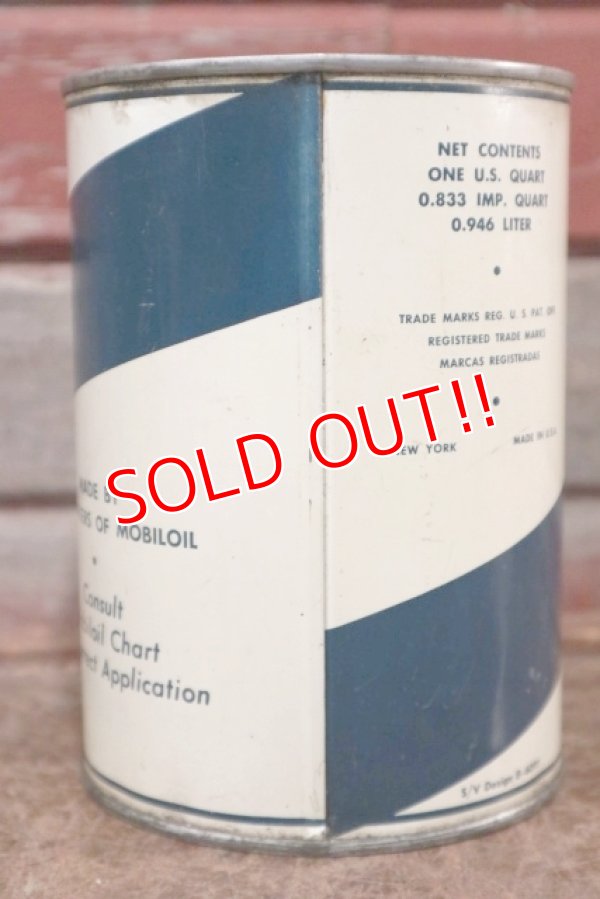 NET CONTENTS
ONE U.S. QUART
0.833 IMP. QUART
0.946 LITER
TRADE MARKS REG. U. S. PAT. OFF.
REGISTERED TRADE MARKS
MARCAS REGISTRADAS
NEW YORK MADE IN U.S.A.
SOLD OUT!!
MADE by
OF MOBILOIL
Consult
Chart
Application
S/V Design